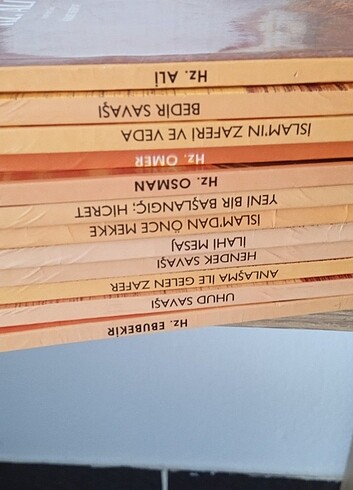 Hz. ALİ
BEDİR SAVAŞI
İSLAM'IN ZAFERİ VE VEDA
Hz. ÖMER
Hz. OSMAN
YENİ BİR BAŞLANGIÇ; HİCRET
İSLAM'DAN ÖNCE MEKKE
İLAHİ MESAJ
HENDEK SAVAŞI
ANLAŞMA İLE GELEN ZAFER
UHUD SAVAŞI
Hz. EBUBEKİR